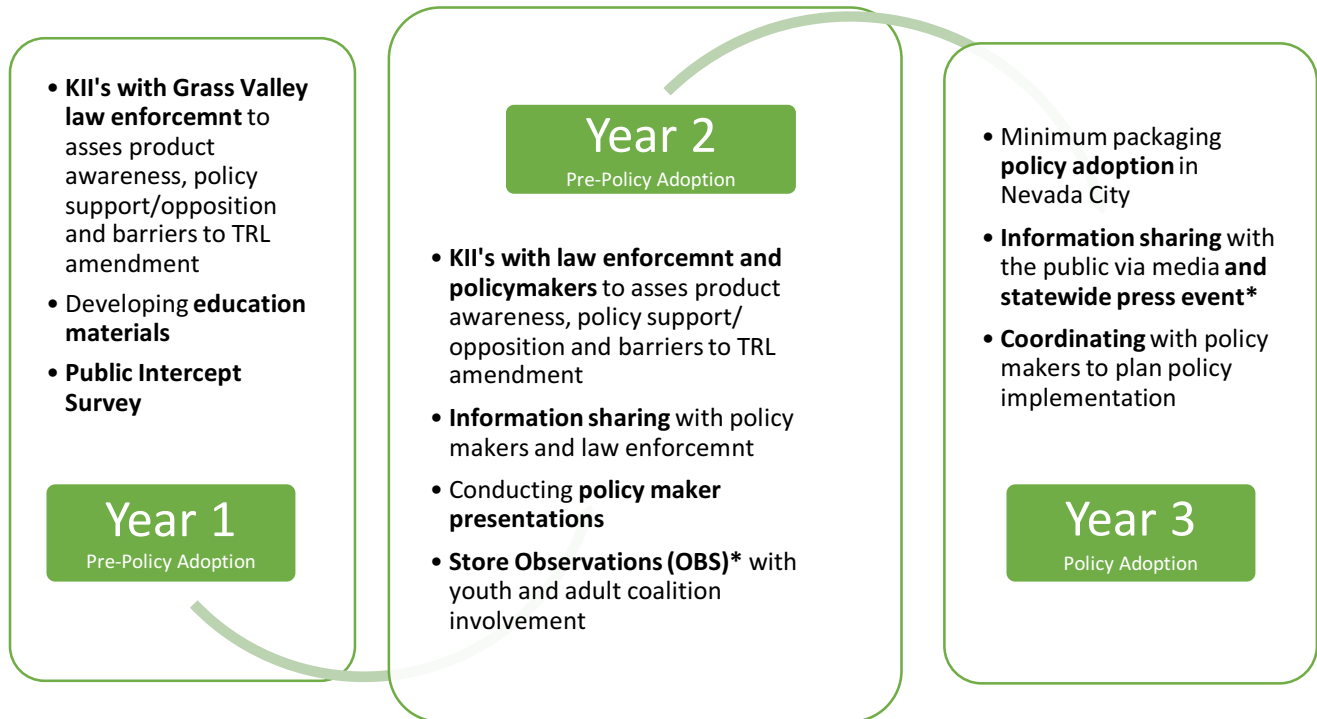 • KII's with Grass Valley
law enforcemnt to
asses product
awareness, policy
support/opposition
and barriers to TRL
amendment
• Developing education
materials
• Public Intercept
Survey
Year 1
Pre-Policy Adoption
Year 2
Pre-Policy Adoption
• KII's with law enforcemnt and
policymakers to asses product
awareness, policy support/
opposition and barriers to TRL
amendment
• Information sharing with policy
makers and law enforcemnt
• Conducting policy maker
presentations
• Store Observations (OBS)* with
youth and adult coalition
involvement
• Minimum packaging
policy adoption in
Nevada City
• Information sharing with
the public via media and
statewide press event*
• Coordinating with policy
makers to plan policy
implementation
Year 3
Policy Adoption